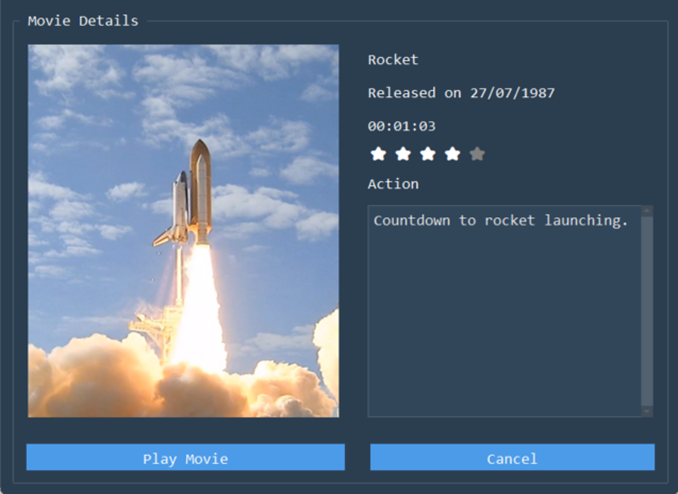 Movie Details
Rocket
Released on 27/07/1987
00:01:03
Action
Countdown to rocket launching.
Play Movie
Cancel